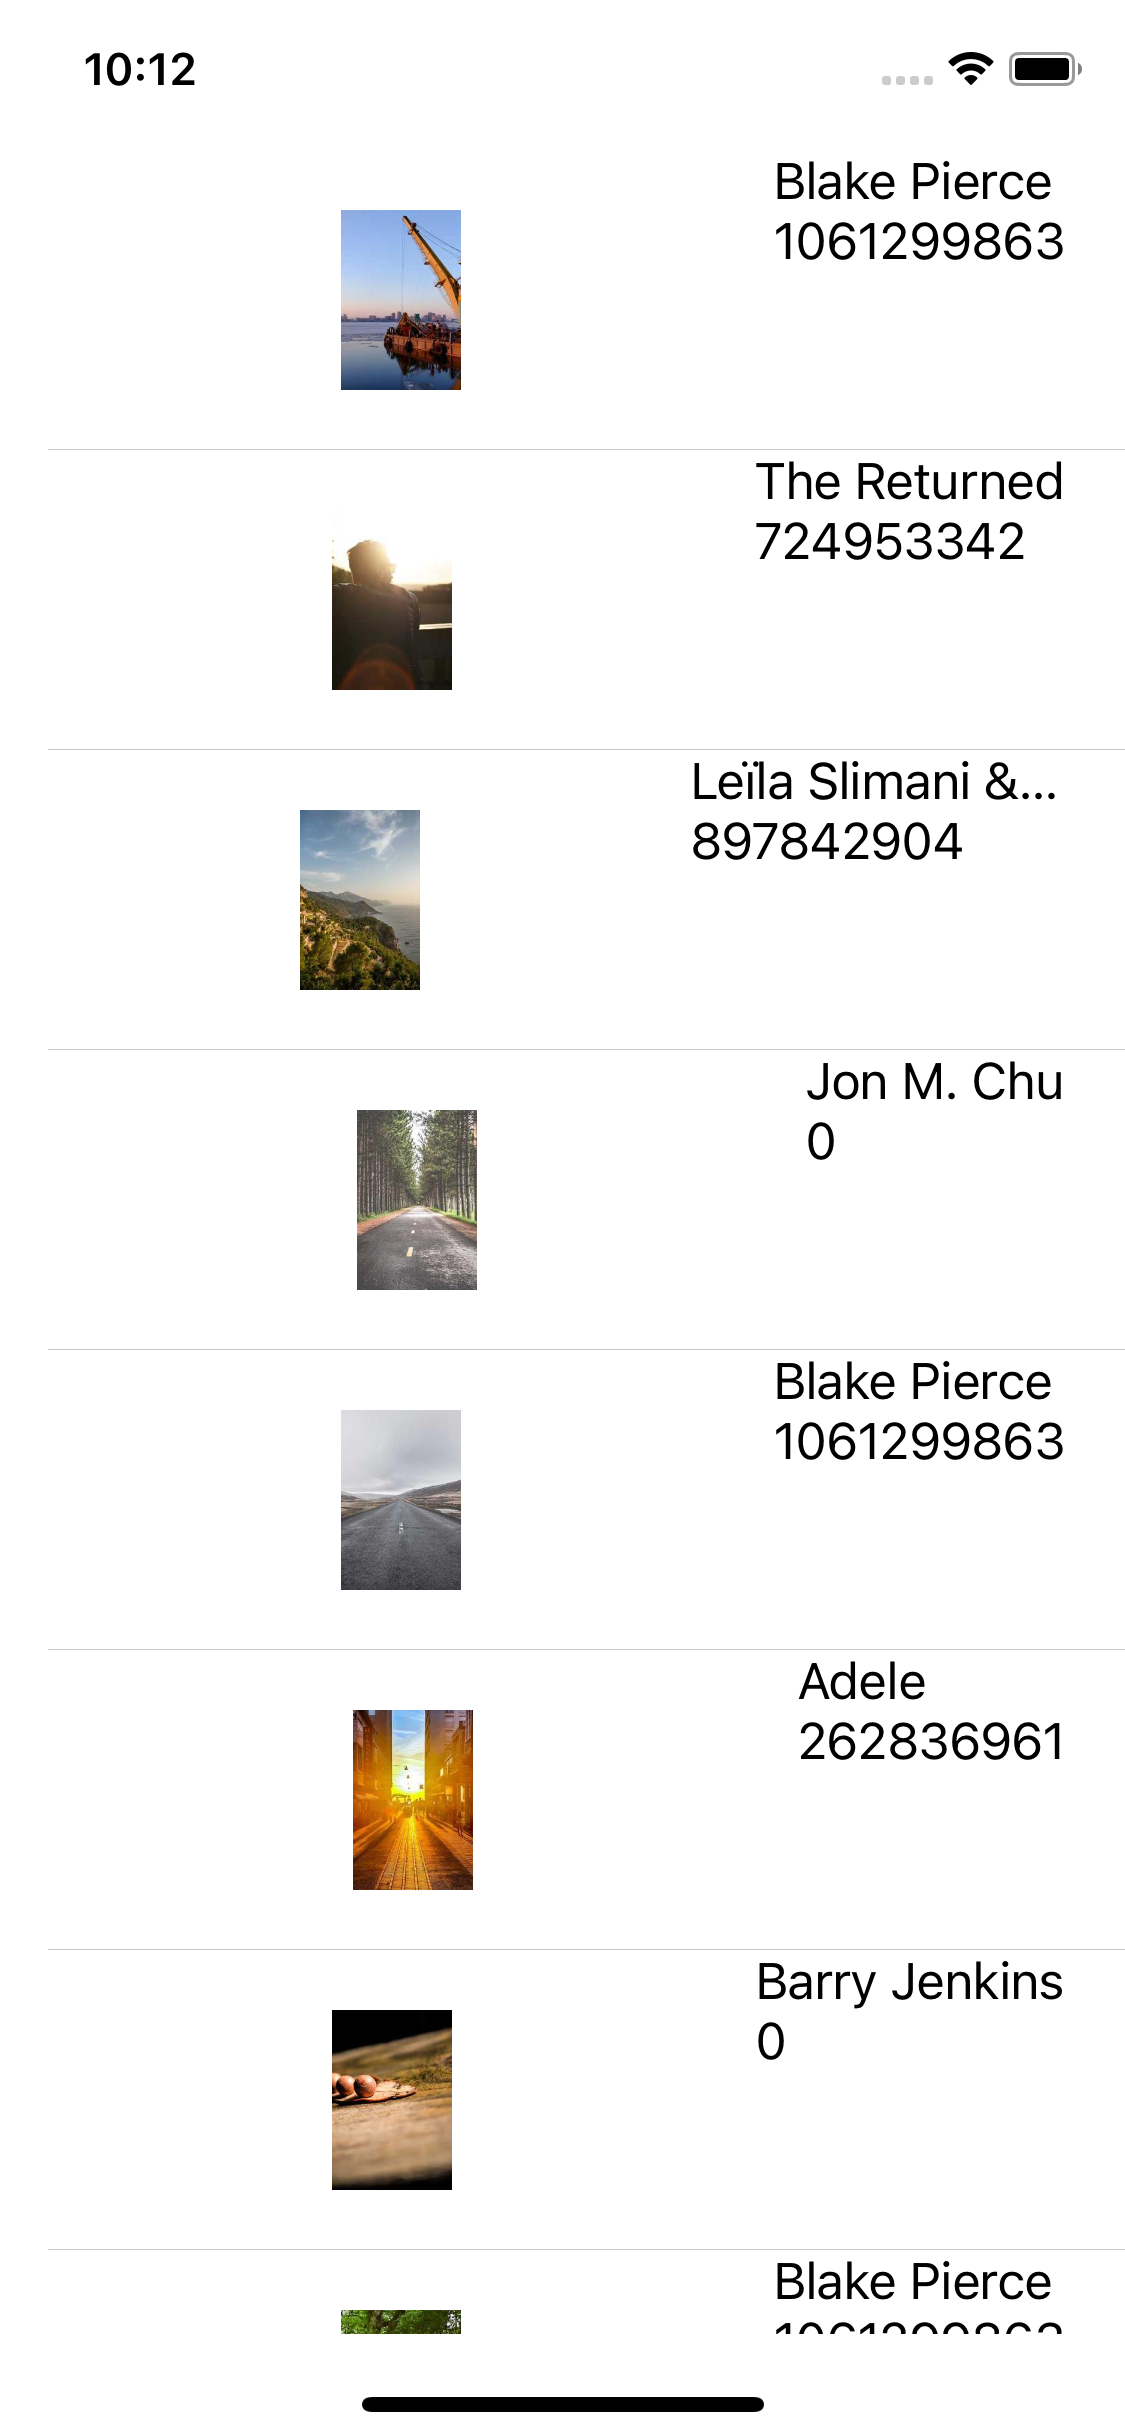 10:12
Blake Pierce
1061299863
The Returned
724953342
Leïla Slimani &...
897842904
Jon M. Chu
0
Blake Pierce
1061299863
Adele
262836961
Barry Jenkins
0
Blake Pierce
1061299863